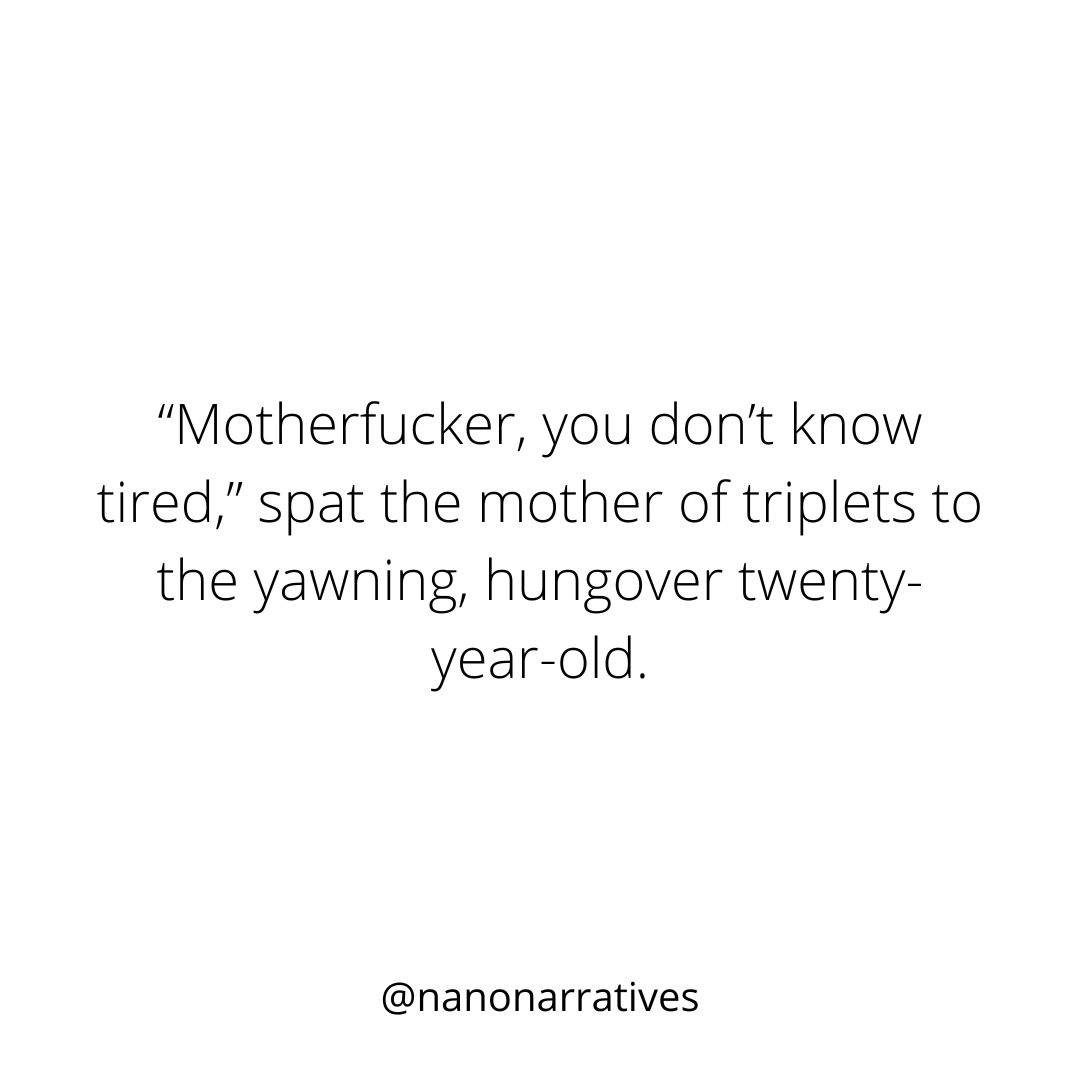 “Motherfucker, you don’t know
tired,” spat the mother of triplets to
the yawning, hungover twenty-
year-old.
@nanonarratives